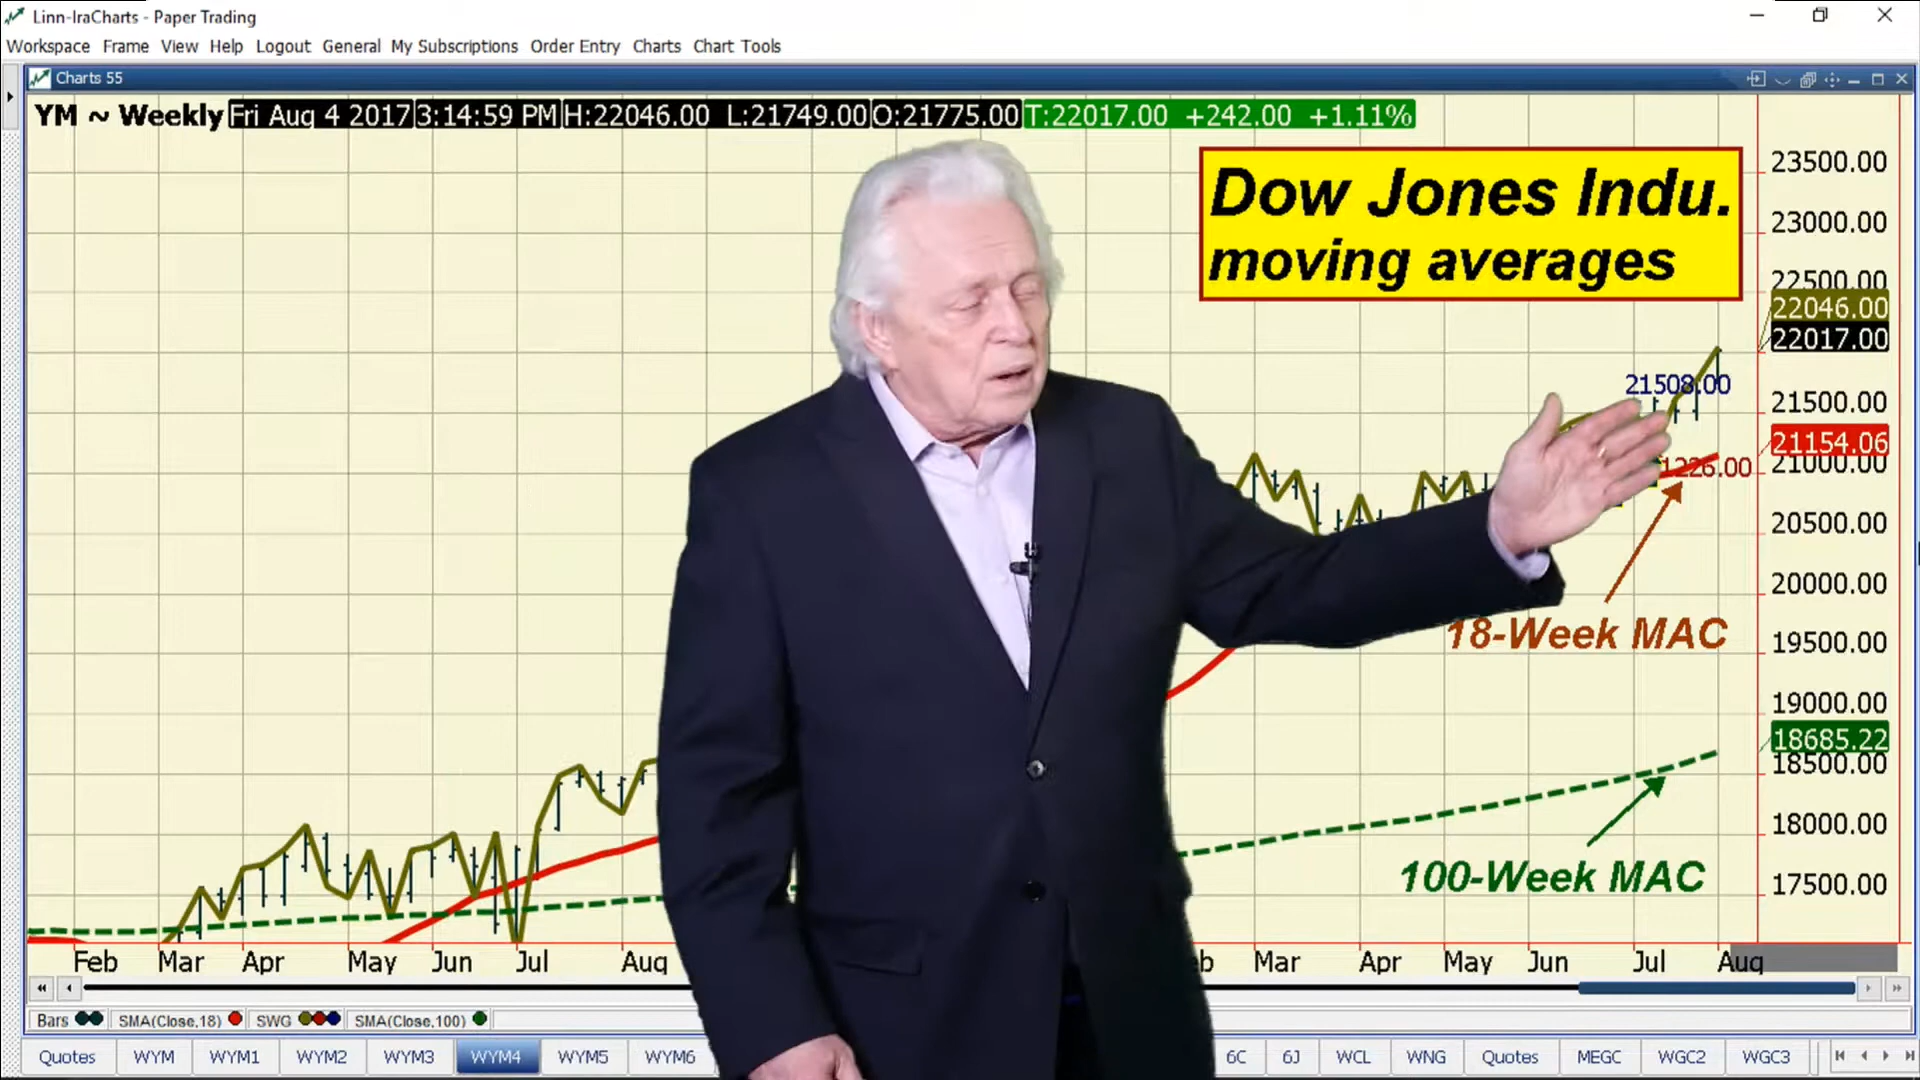 Linn-IraCharts - Paper Trading
Workspace Frame View Help Logout General My Subscriptions Order Entry Charts Chart Tools
Charts 55
YM ~ Weekly Fri Aug 4 2017 3:14:59 PM H:22046.00 L:21749.00 O:21775.00 T:22017.00 +242.00 +1.11%
Dow Jones Indu.
moving averages
23500.00
23000.00
22500.00
22046.00
22017.00
21508.00
21500.00
21154.06
21000.00
1226.00
20500.00
20000.00
18-Week MAC
19500.00
19000.00
18685.22
18500.00
18000.00
100-Week MAC
17500.00
Feb Mar Apr May Jun Jul Aug b Mar Apr May Jun Jul Aug
Bars SMA(Close,18) SWG SMA(Close,100)
Quotes WYM WYM1 WYM2 WYM3 WYM4 WYM5 WYM6 6C 6J WCL WNG Quotes MEGC WGC2 WGC3